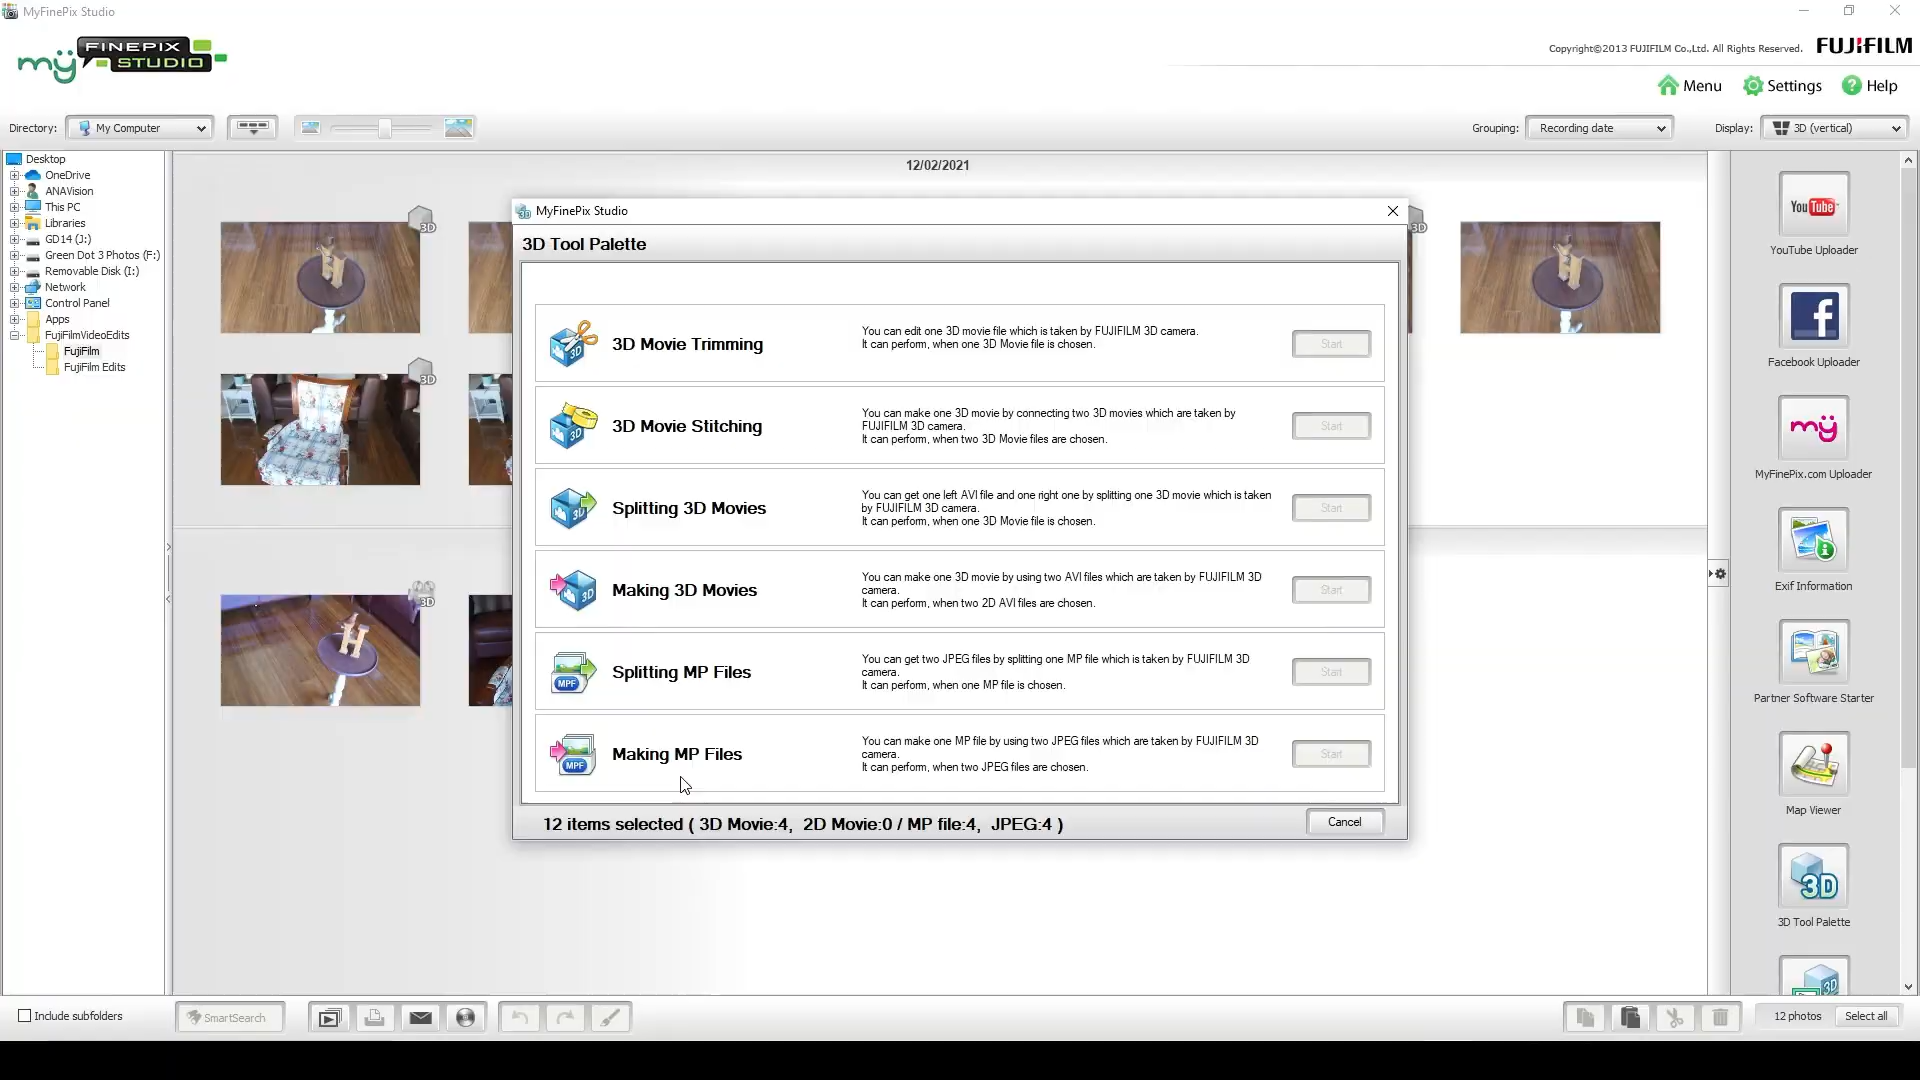 MyFinePix Studio
my FINEPIX STUDIO
Copyright©2013 FUJIFILM Co.,Ltd. All Rights Reserved. FUJIFILM
Menu Settings Help
Directory: My Computer
Grouping: Recording date
Display: 3D (vertical)
Desktop
OneDrive
ANAVision
This PC
Libraries
GD14 (J:)
Green Dot 3 Photos (F:)
Removable Disk (I:)
Network
Control Panel
Apps
FujiFilmVideoEdits
FujiFilm
FujiFilm Edits
12/02/2021
3D
3D
3D
3D
MyFinePix Studio
3D Tool Palette
3D Movie Trimming
You can edit one 3D movie file which is taken by FUJIFILM 3D camera.
It can perform, when one 3D Movie file is chosen.
Start
3D Movie Stitching
You can make one 3D movie by connecting two 3D movies which are taken by
FUJIFILM 3D camera.
It can perform, when two 3D Movie files are chosen.
Start
Splitting 3D Movies
You can get one left AVI file and one right one by splitting one 3D movie which is taken
by FUJIFILM 3D camera.
It can perform, when one 3D Movie file is chosen.
Start
Making 3D Movies
You can make one 3D movie by using two AVI files which are taken by FUJIFILM 3D
camera.
It can perform, when two 2D AVI files are chosen.
Start
MPF
Splitting MP Files
You can get two JPEG files by splitting one MP file which is taken by FUJIFILM 3D
camera.
It can perform, when one MP file is chosen.
Start
MPF
Making MP Files
You can make one MP file by using two JPEG files which are taken by FUJIFILM 3D
camera.
It can perform, when two JPEG files are chosen.
Start
12 items selected ( 3D Movie:4, 2D Movie:0 / MP file:4, JPEG:4 )
Cancel
YouTube
YouTube Uploader
f
Facebook Uploader
my
MyFinePix.com Uploader
Exif Information
Partner Software Starter
Map Viewer
3D
3D Tool Palette
3D
Include subfolders
SmartSearch
12 photos
Select all